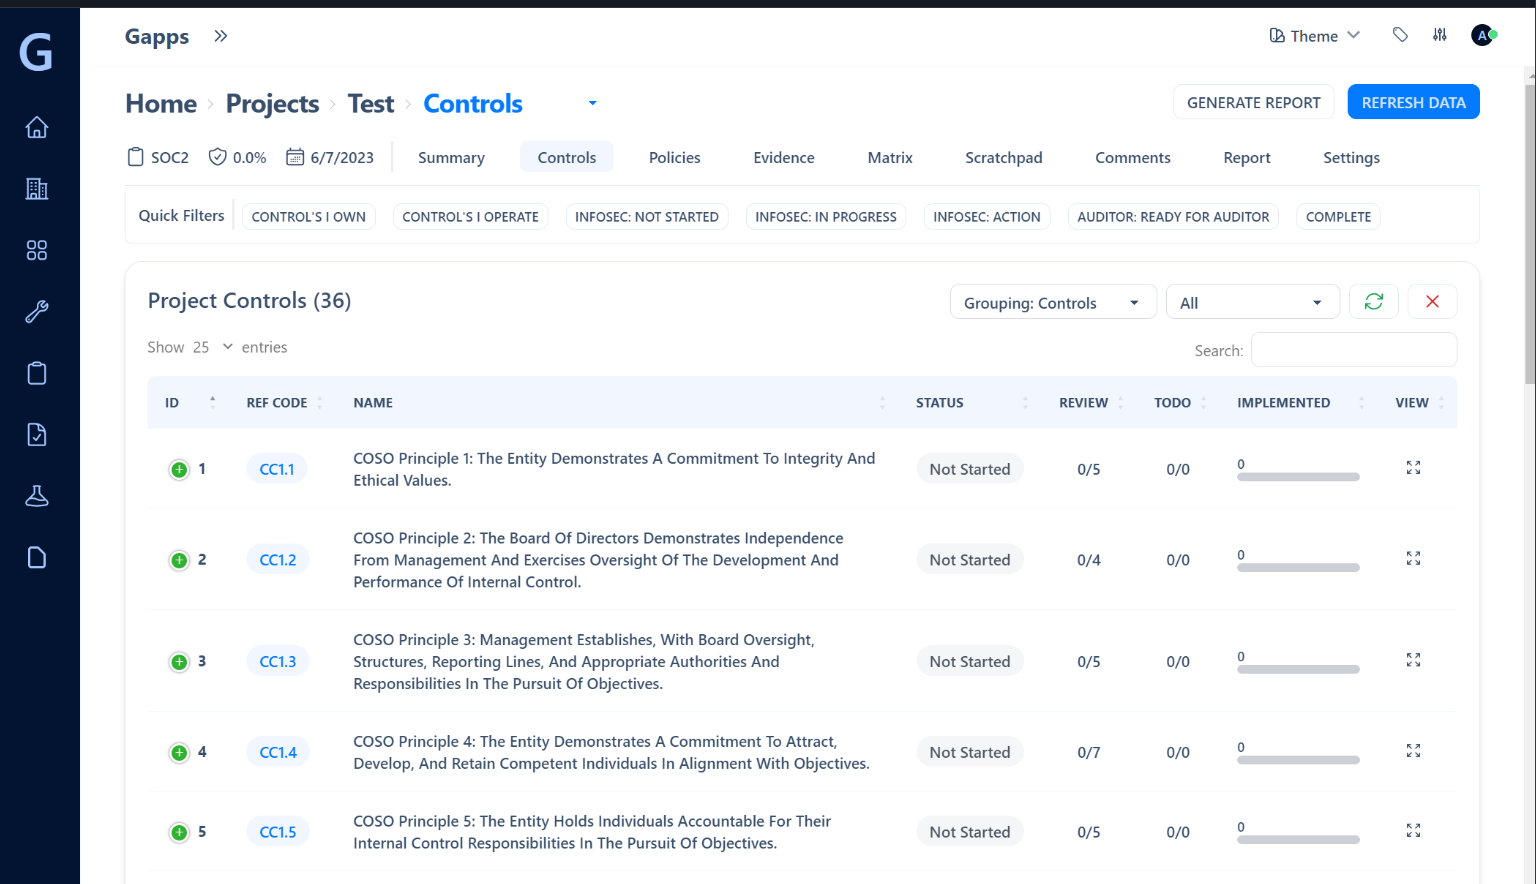 G
Gapps
Theme
A
Home Projects Test Controls
GENERATE REPORT
REFRESH DATA
SOC2 0.0% 6/7/2023
Summary Controls Policies Evidence Matrix Scratchpad Comments Report Settings
Quick Filters CONTROL'S I OWN CONTROL'S I OPERATE INFOSEC: NOT STARTED INFOSEC: IN PROGRESS INFOSEC: ACTION AUDITOR: READY FOR AUDITOR COMPLETE
Project Controls (36)
Grouping: Controls
All
Show 25 entries
Search:
ID REF CODE NAME STATUS REVIEW TODO IMPLEMENTED VIEW
1 CC1.1 COSO Principle 1: The Entity Demonstrates A Commitment To Integrity And
Ethical Values.
Not Started 0/5 0/0 0
2 CC1.2 COSO Principle 2: The Board Of Directors Demonstrates Independence
From Management And Exercises Oversight Of The Development And
Performance Of Internal Control.
Not Started 0/4 0/0 0
3 CC1.3 COSO Principle 3: Management Establishes, With Board Oversight,
Structures, Reporting Lines, And Appropriate Authorities And
Responsibilities In The Pursuit Of Objectives.
Not Started 0/5 0/0 0
4 CC1.4 COSO Principle 4: The Entity Demonstrates A Commitment To Attract,
Develop, And Retain Competent Individuals In Alignment With Objectives.
Not Started 0/7 0/0 0
5 CC1.5 COSO Principle 5: The Entity Holds Individuals Accountable For Their
Internal Control Responsibilities In The Pursuit Of Objectives.
Not Started 0/5 0/0 0